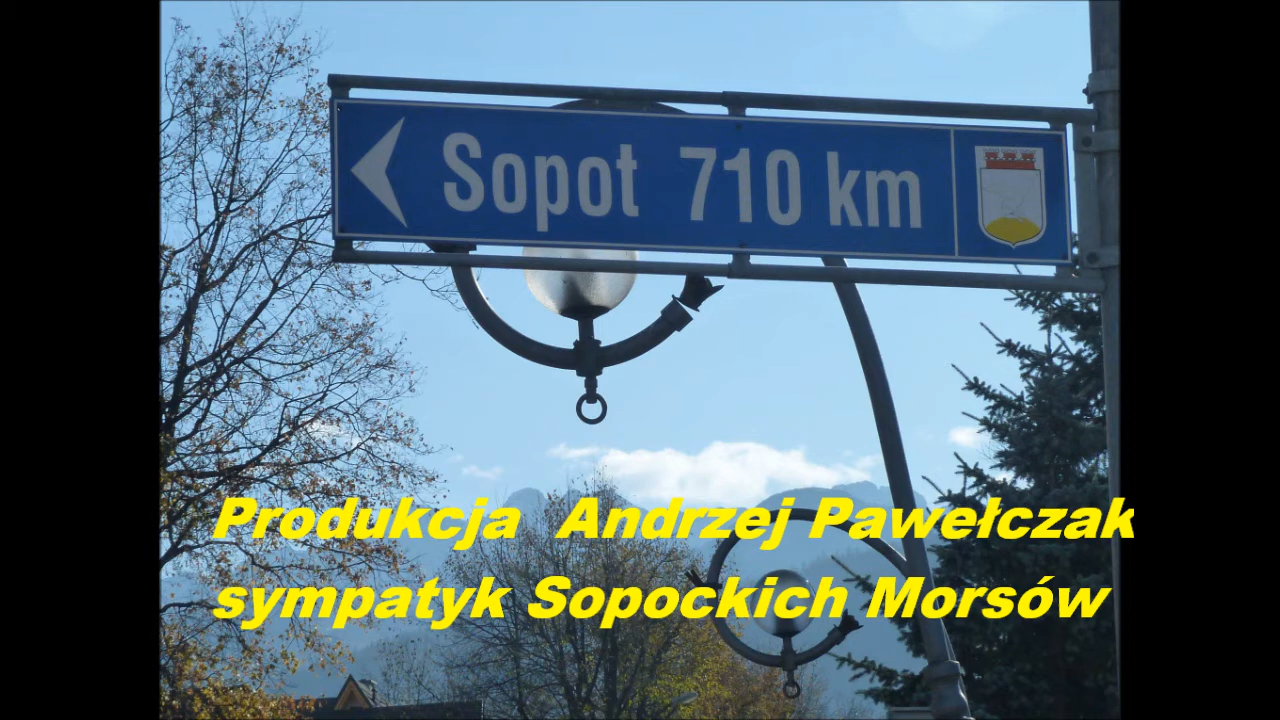 Sopot 710 km
Produkcja Andrzej Pawełczak
sympatyk Sopockich Morsów